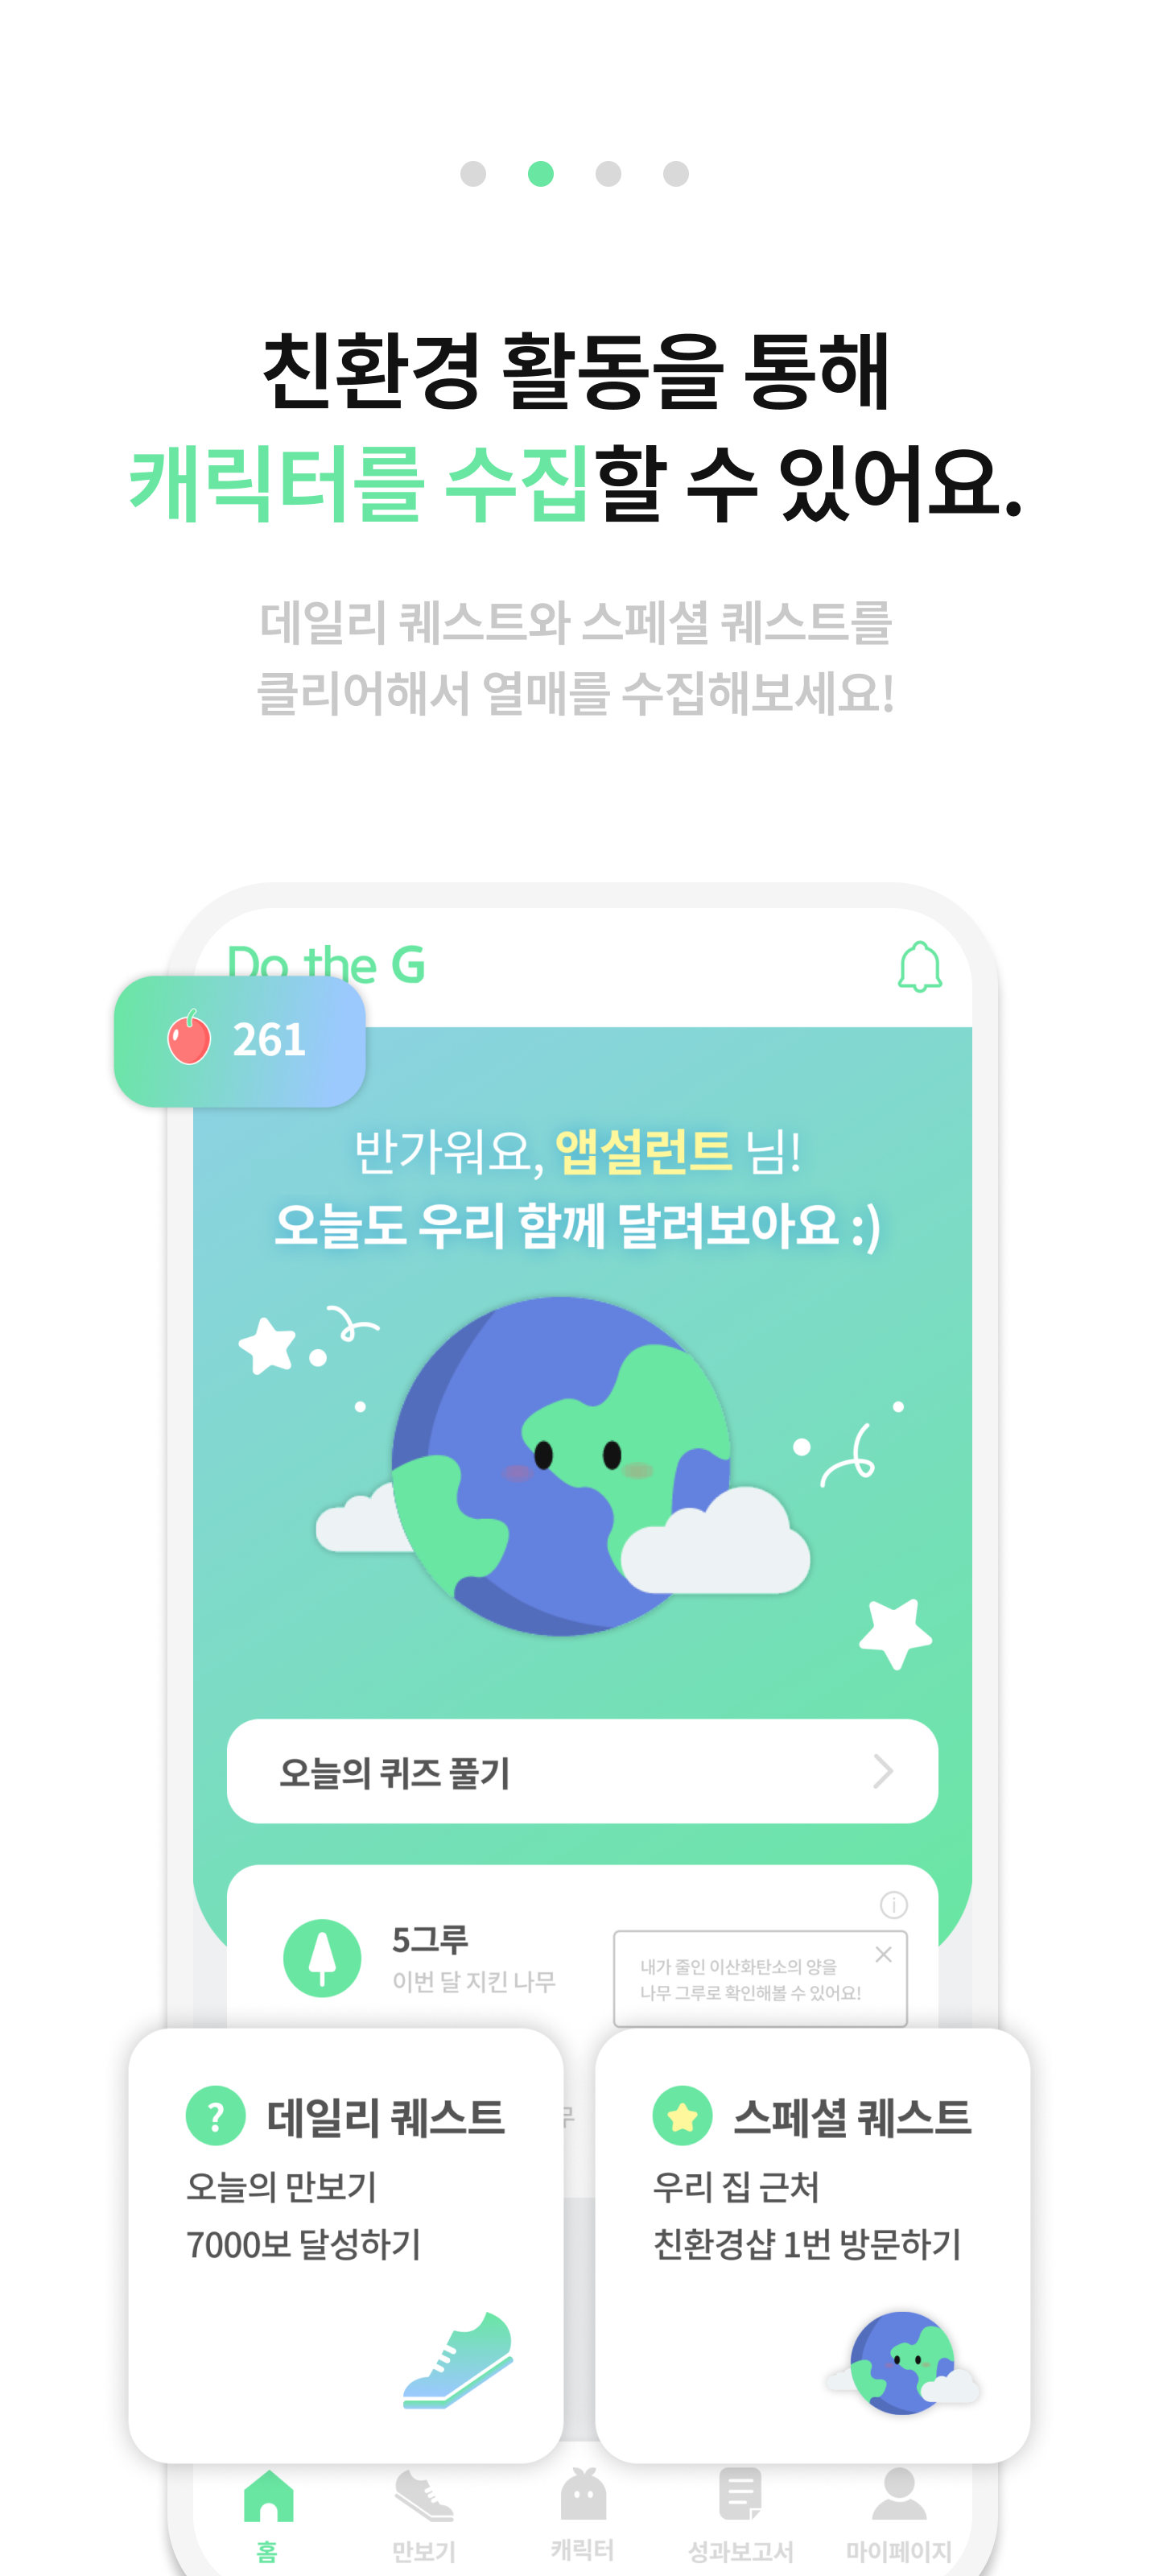 친환경 활동을 통해
캐릭터를 수집할 수 있어요.
데일리 퀘스트와 스페셜 퀘스트를
클리어해서 열매를 수집해보세요!
Do the G
261
반가워요, 앱설런트 님!
오늘도 우리 함께 달려보아요 :)
오늘의 퀴즈 풀기
5그루
이번 달 지킨 나무
내가 줄인 이산화탄소의 양을
나무 그루로 확인해볼 수 있어요!
데일리 퀘스트
오늘의 만보기
7000보 달성하기
스페셜 퀘스트
우리 집 근처
친환경샵 1번 방문하기
홈
만보기
캐릭터
성과보고서
마이페이지